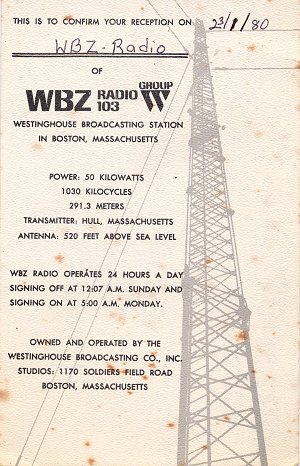 THIS IS TO CONFIRM YOUR RECEPTION ON 23/1/80
WBZ-Radio
OF
WBZ RADIO 103 GROUP W
WESTINGHOUSE BROADCASTING STATION
IN BOSTON, MASSACHUSETTS
POWER: 50 KILOWATTS
1030 KILOCYCLES
291.3 METERS
TRANSMITTER: HULL, MASSACHUSETTS
ANTENNA: 520 FEET ABOVE SEA LEVEL
WBZ RADIO OPERATES 24 HOURS A DAY
SIGNING OFF AT 12:07 A.M. SUNDAY AND
SIGNING ON AT 5:00 A.M. MONDAY.
OWNED AND OPERATED BY THE
WESTINGHOUSE BROADCASTING CO., INC.
STUDIOS: 1170 SOLDIERS FIELD ROAD
BOSTON, MASSACHUSETTS